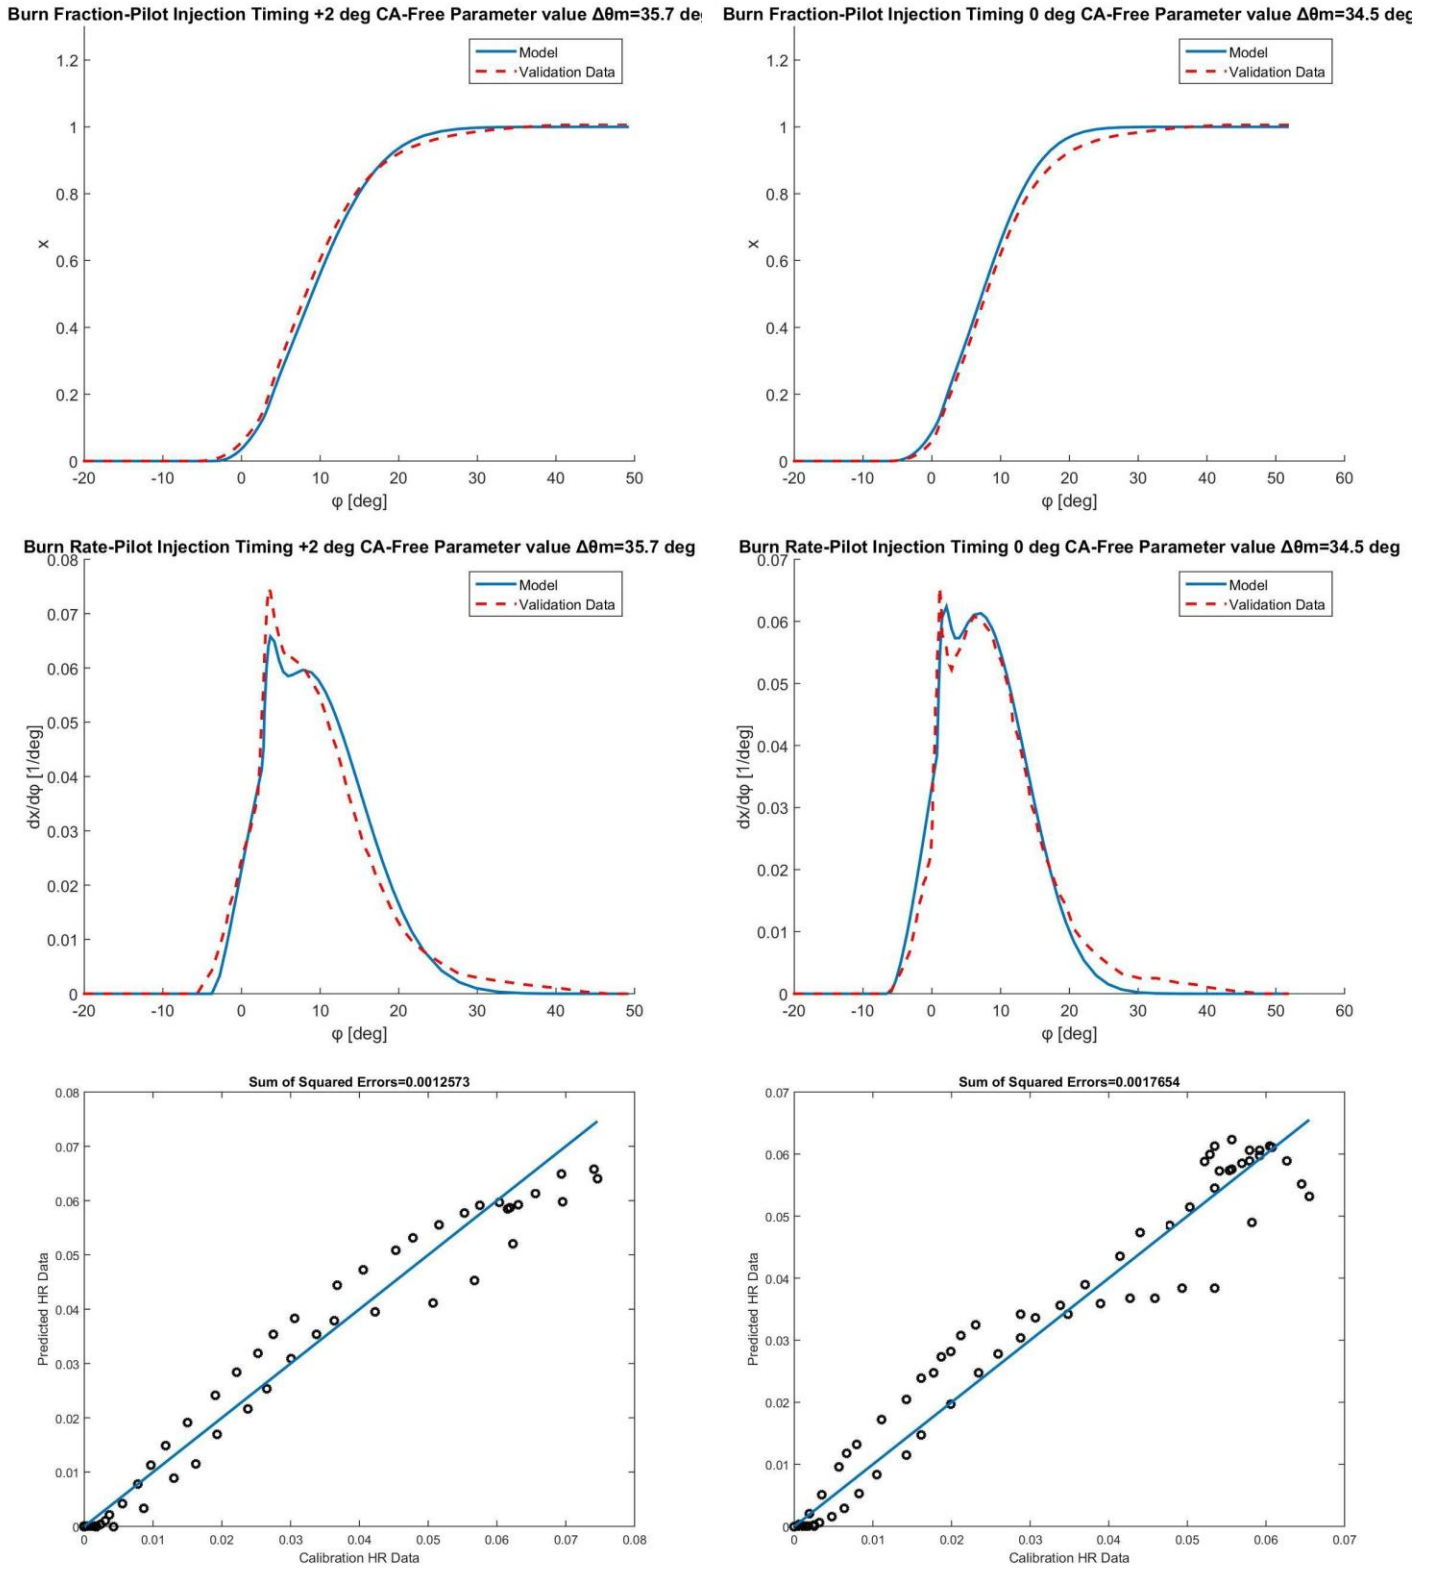 Burn Fraction-Pilot Injection Timing +2 deg CA-Free Parameter value Δθm=35.7 de
1.2
1
0.8
0.6
0.4
0.2
0
x
Model
Validation Data
-20 -10 0 10 20 30 40 50
φ [deg]
Burn Fraction-Pilot Injection Timing 0 deg CA-Free Parameter value Δθm=34.5 deg
1.2
1
0.8
0.6
0.4
0.2
0
x
Model
Validation Data
-20 -10 0 10 20 30 40 50 60
φ [deg]
Burn Rate-Pilot Injection Timing +2 deg CA-Free Parameter value Δθm=35.7 deg
0.08
0.07
0.06
0.05
0.04
0.03
0.02
0.01
0
dx/dφ [1/deg]
Model
Validation Data
-20 -10 0 10 20 30 40 50
φ [deg]
Burn Rate-Pilot Injection Timing 0 deg CA-Free Parameter value Δθm=34.5 deg
0.07
0.06
0.05
0.04
0.03
0.02
0.01
0
dx/dφ [1/deg]
Model
Validation Data
-20 -10 0 10 20 30 40 50 60
φ [deg]
Sum of Squared Errors=0.0012573
0.08
0.07
0.06
0.05
0.04
0.03
0.02
0.01
0
Predicted HR Data
0 0.01 0.02 0.03 0.04 0.05 0.06 0.07 0.08
Calibration HR Data
Sum of Squared Errors=0.0017654
0.07
0.06
0.05
0.04
0.03
0.02
0.01
0
Predicted HR Data
0 0.01 0.02 0.03 0.04 0.05 0.06 0.07
Calibration HR Data